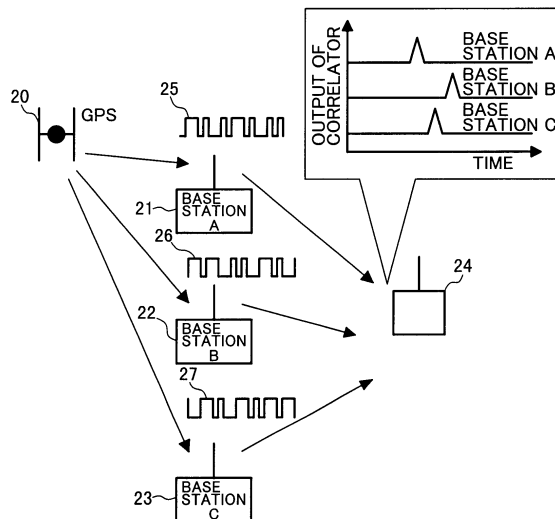 20
GPS
25
21
BASE
STATION
A
26
22
BASE
STATION
B
27
23
BASE
STATION
C
24
OUTPUT OF
CORRELATOR
BASE
STATION A
BASE
STATION B
BASE
STATION C
TIME